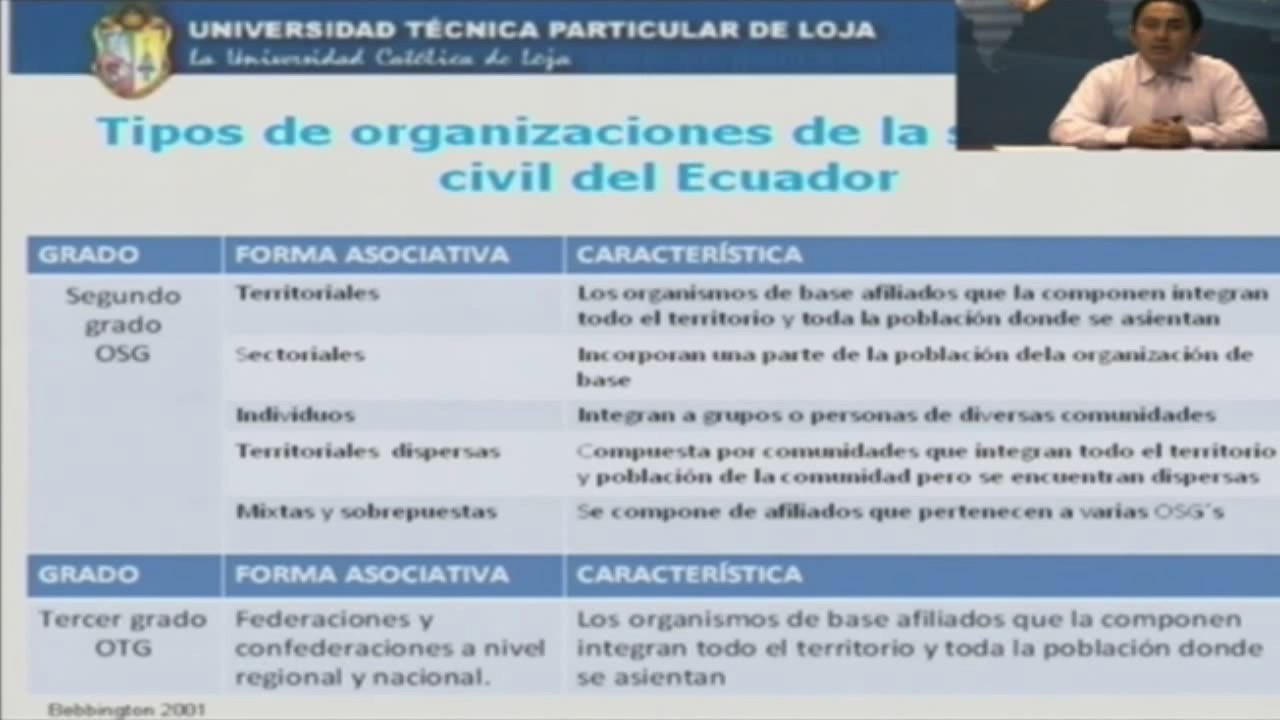 UNIVERSIDAD TÉCNICA PARTICULAR DE LOJA
La Universidad Católica de Loja
Tipos de organizaciones de la
civil del Ecuador
GRADO FORMA ASOCIATIVA CARACTERÍSTICA
Segundo grado OSG
Territoriales Los organismos de base afiliados que la componen integran
todo el territorio y toda la población donde se asientan
Sectoriales Incorporan una parte de la población dela organización de
base
Individuos Integran a grupos o personas de diversas comunidades
Territoriales dispersas Compuesta por comunidades que integran todo el territorio
y población de la comunidad pero se encuentran dispersas
Mixtas y sobrepuestas Se compone de afiliados que pertenecen a varias OSG´s
GRADO FORMA ASOCIATIVA CARACTERÍSTICA
Tercer grado Federaciones y Los organismos de base afiliados que la componen
OTG confederaciones a nivel integran todo el territorio y toda la población donde
regional y nacional. se asientan
Bebbington 2001